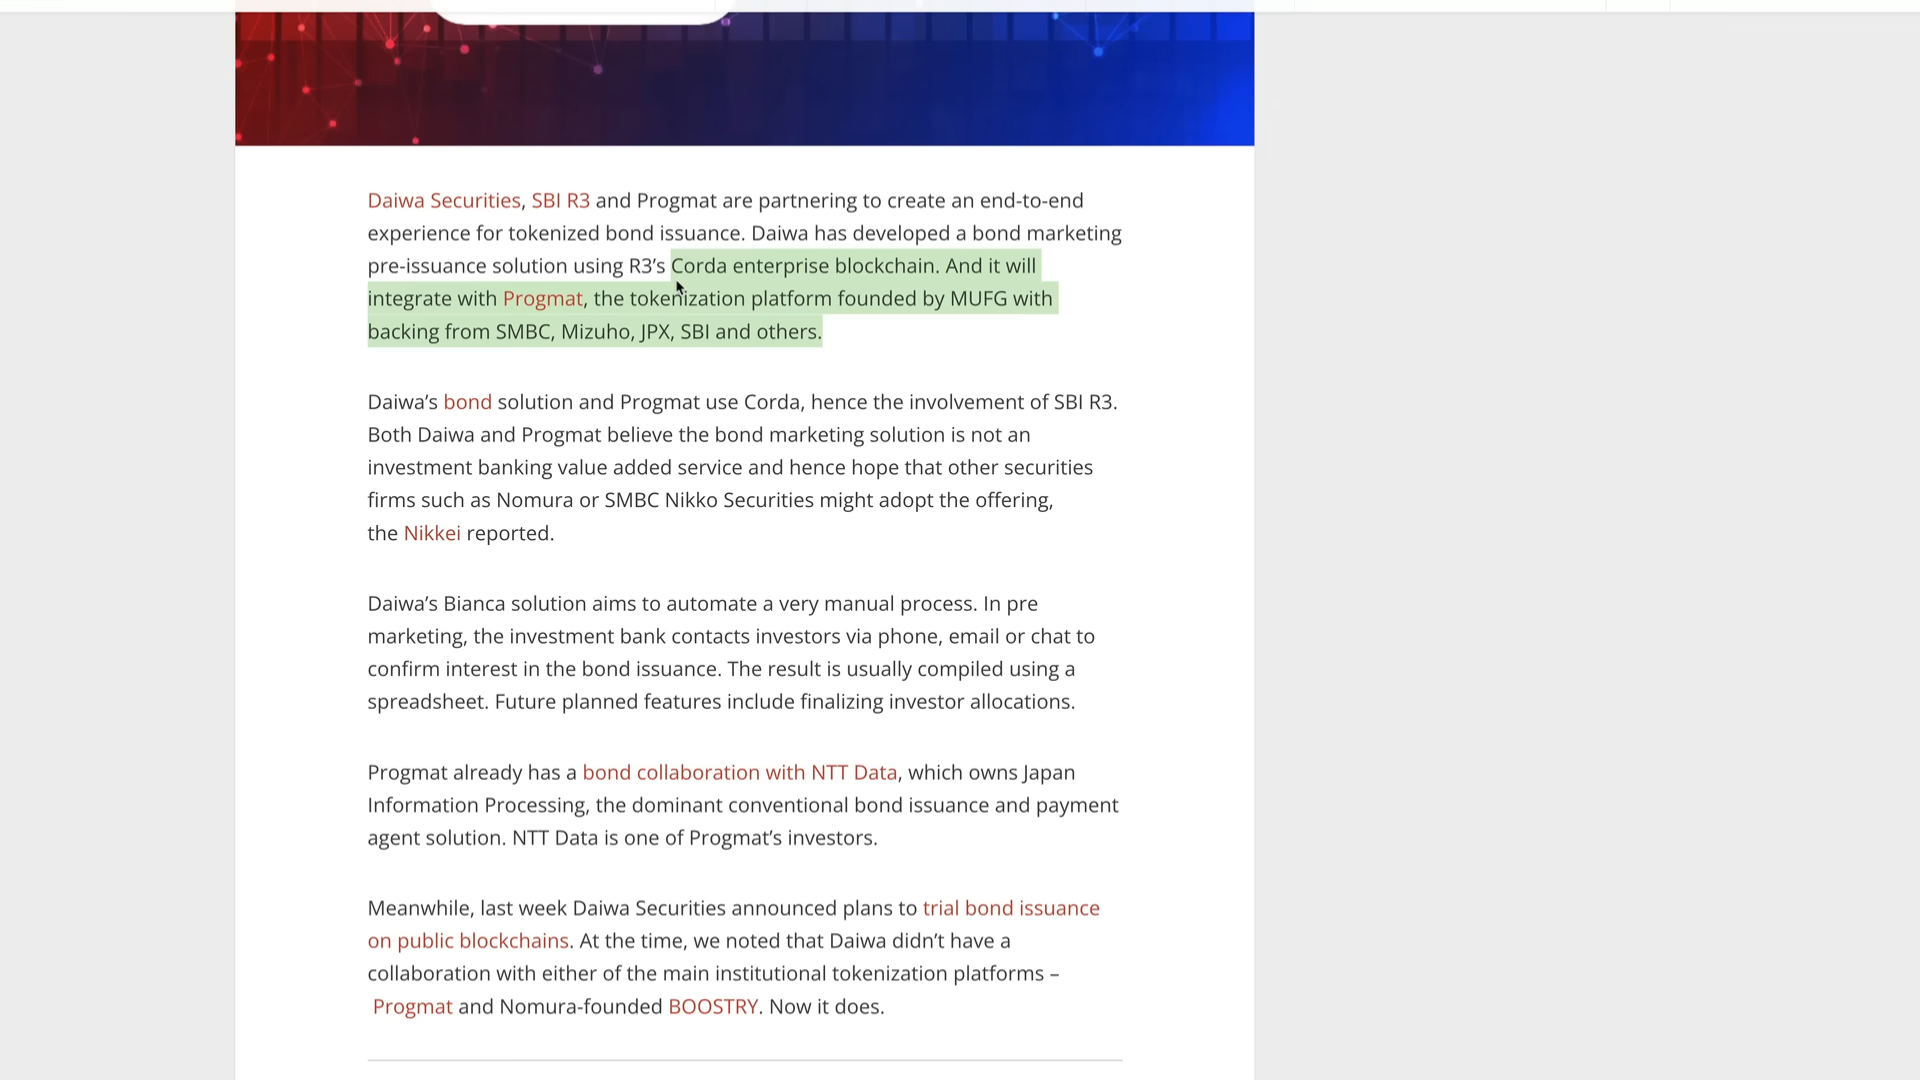 Daiwa Securities, SBI R3 and Progmat are partnering to create an end-to-end
experience for tokenized bond issuance. Daiwa has developed a bond marketing
pre-issuance solution using R3’s Corda enterprise blockchain. And it will
integrate with Progmat, the tokenization platform founded by MUFG with
backing from SMBC, Mizuho, JPX, SBI and others.
Daiwa’s bond solution and Progmat use Corda, hence the involvement of SBI R3.
Both Daiwa and Progmat believe the bond marketing solution is not an
investment banking value added service and hence hope that other securities
firms such as Nomura or SMBC Nikko Securities might adopt the offering,
the Nikkei reported.
Daiwa’s Bianca solution aims to automate a very manual process. In pre
marketing, the investment bank contacts investors via phone, email or chat to
confirm interest in the bond issuance. The result is usually compiled using a
spreadsheet. Future planned features include finalizing investor allocations.
Progmat already has a bond collaboration with NTT Data, which owns Japan
Information Processing, the dominant conventional bond issuance and payment
agent solution. NTT Data is one of Progmat’s investors.
Meanwhile, last week Daiwa Securities announced plans to trial bond issuance
on public blockchains. At the time, we noted that Daiwa didn’t have a
collaboration with either of the main institutional tokenization platforms –
Progmat and Nomura-founded BOOSTRY. Now it does.